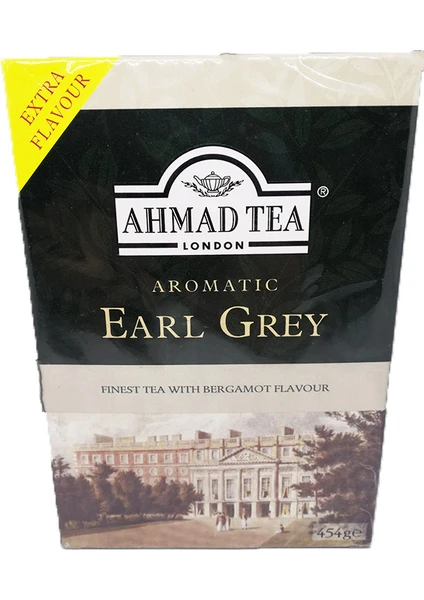 EXTRA
FLAVOUR
AHMAD TEA
®
LONDON
AROMATIC
EARL GREY
FINEST TEA WITH BERGAMOT FLAVOUR
454g℮